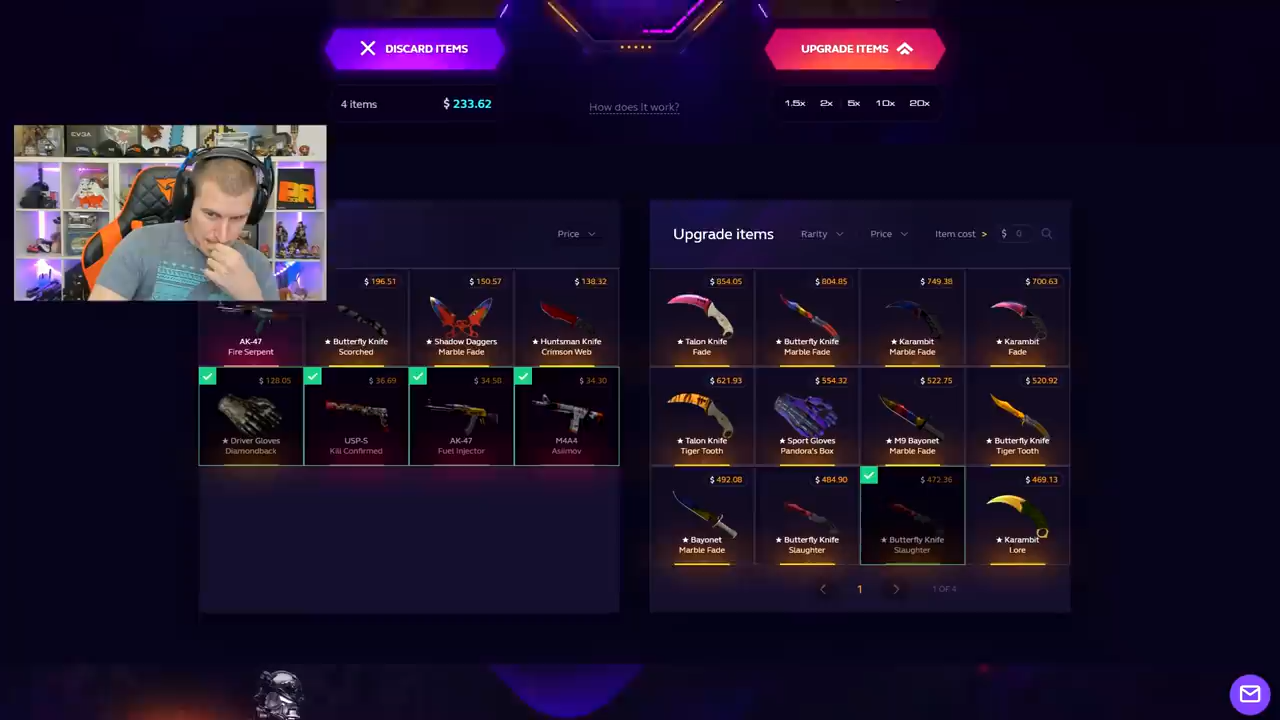 DISCARD ITEMS
UPGRADE ITEMS
4 items
$ 233.62
How does it work?
1.5x 2x 5x 10x 20x
EVGA
Price
Upgrade items
Rarity
Price
Item cost >
$ 0
$ 196.51
$ 150.57
$ 138.32
AK-47
Fire Serpent
★ Butterfly Knife
Scorched
★ Shadow Daggers
Marble Fade
★ Huntsman Knife
Crimson Web
$ 128.05
$ 36.69
$ 34.58
$ 34.30
★ Driver Gloves
Diamondback
USP-S
Kill Confirmed
AK-47
Fuel Injector
M4A4
Asiimov
$ 854.05
$ 804.85
$ 749.38
$ 700.63
★ Talon Knife
Fade
★ Butterfly Knife
Marble Fade
★ Karambit
Marble Fade
★ Karambit
Fade
$ 621.93
$ 554.32
$ 522.75
$ 520.92
★ Talon Knife
Tiger Tooth
★ Sport Gloves
Pandora's Box
★ M9 Bayonet
Marble Fade
★ Butterfly Knife
Tiger Tooth
$ 492.08
$ 484.90
$ 472.36
$ 469.13
★ Bayonet
Marble Fade
★ Butterfly Knife
Slaughter
★ Butterfly Knife
Slaughter
★ Karambit
Lore
1
1 OF 4